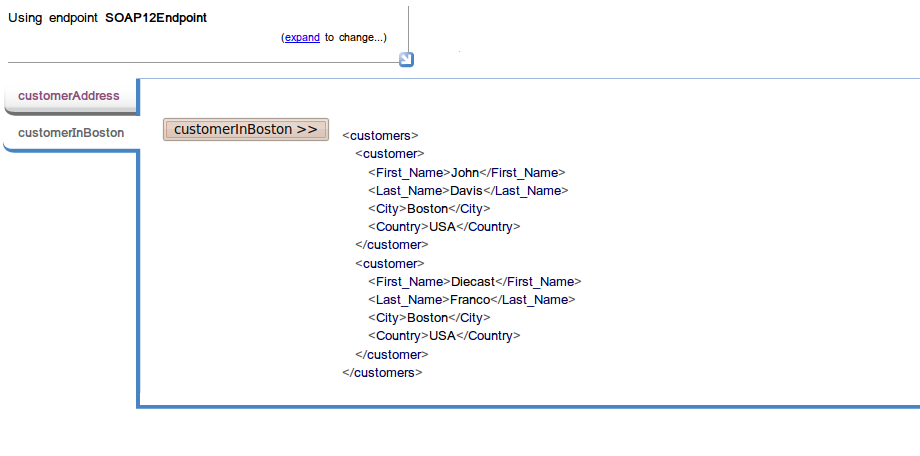 Using endpoint SOAP12Endpoint
(expand to change...)
customerAddress
customerInBoston
customerInBoston >>
<customers>
<customer>
<First_Name>John</First_Name>
<Last_Name>Davis</Last_Name>
<City>Boston</City>
<Country>USA</Country>
</customer>
<customer>
<First_Name>Diecast</First_Name>
<Last_Name>Franco</Last_Name>
<City>Boston</City>
<Country>USA</Country>
</customer>
</customers>